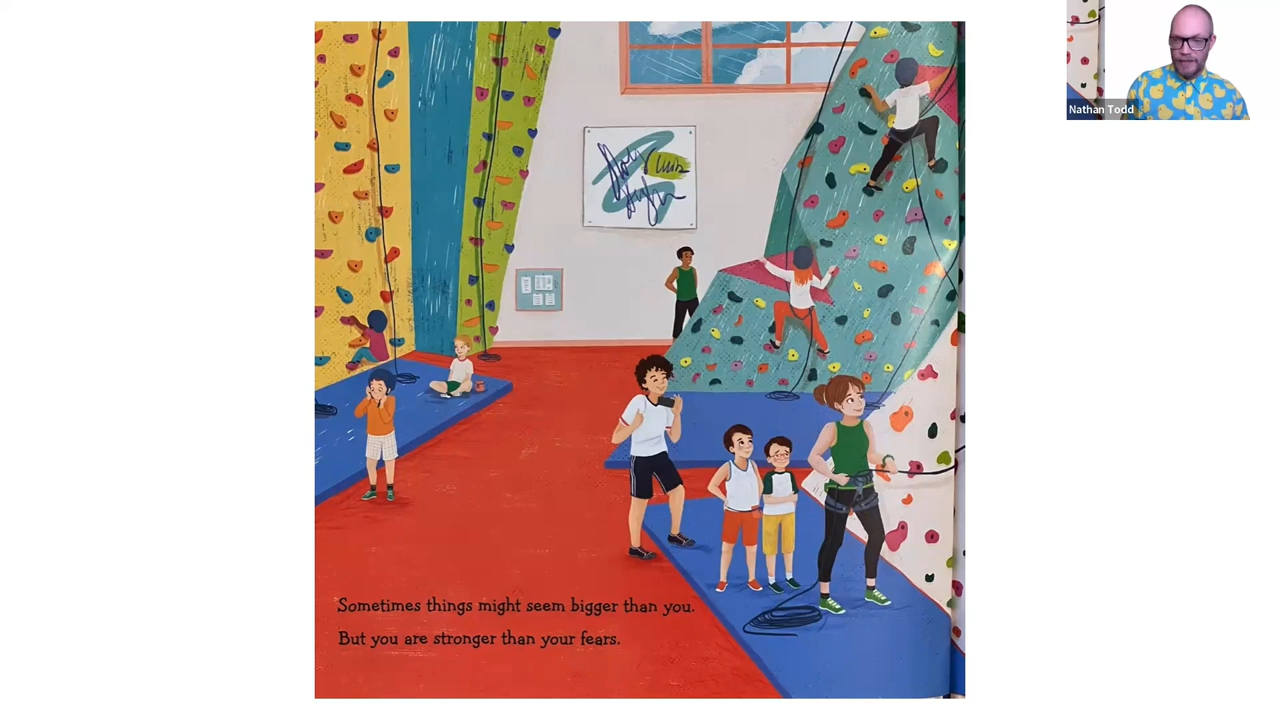 Nathan Todd
Sometimes things might seem bigger than you.
But you are stronger than your fears.